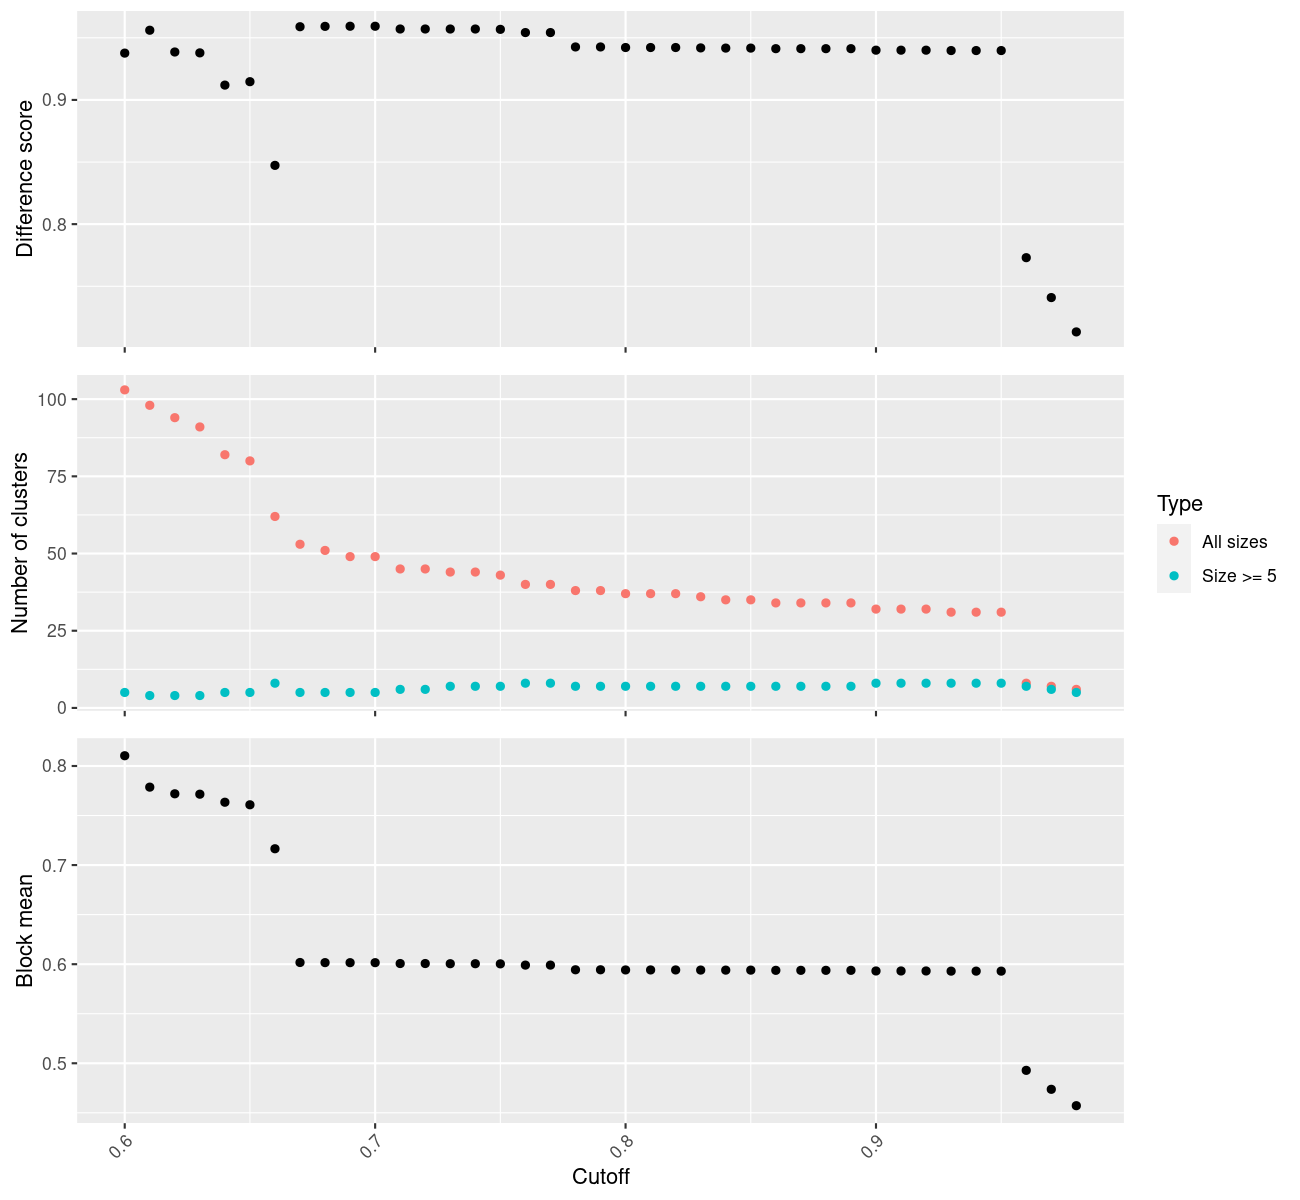 Difference score
0.9
0.8
Number of clusters
100
75
50
25
0
Type
All sizes
Size >= 5
Block mean
0.8
0.7
0.6
0.5
0.6
0.7
0.8
0.9
Cutoff